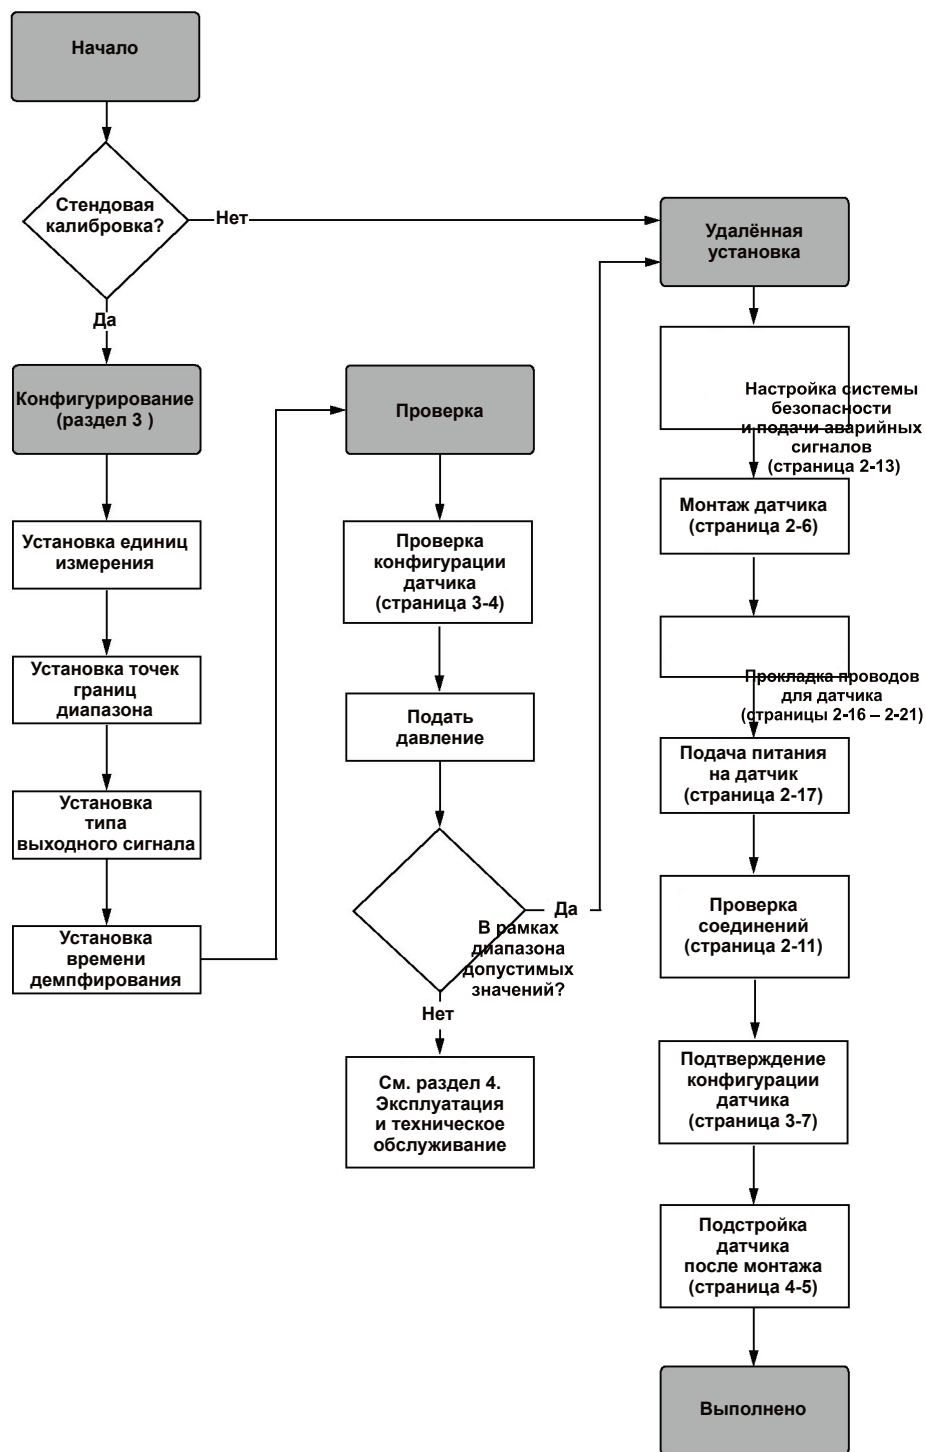 Начало
Стендовая
калибровка?
Нет
Да
Конфигурирование
(раздел 3 )
Установка единиц
измерения
Установка точек
границ
диапазона
Установка
типа
выходного сигнала
Установка
времени
демпфирования
Проверка
Проверка
конфигурации
датчика
(страница 3-4)
Подать
давление
В рамках
диапазона
допустимых
значений?
Да
Нет
См. раздел 4.
Эксплуатация
и техническое
обслуживание
Удалённая
установка
Настройка системы
безопасности
и подачи аварийных
сигналов
(страница 2-13)
Монтаж датчика
(страница 2-6)
Прокладка проводов
для датчика
(страницы 2-16 – 2-21)
Подача питания
на датчик
(страница 2-17)
Проверка
соединений
(страница 2-11)
Подтверждение
конфигурации
датчика
(страница 3-7)
Подстройка
датчика
после монтажа
(страница 4-5)
Выполнено